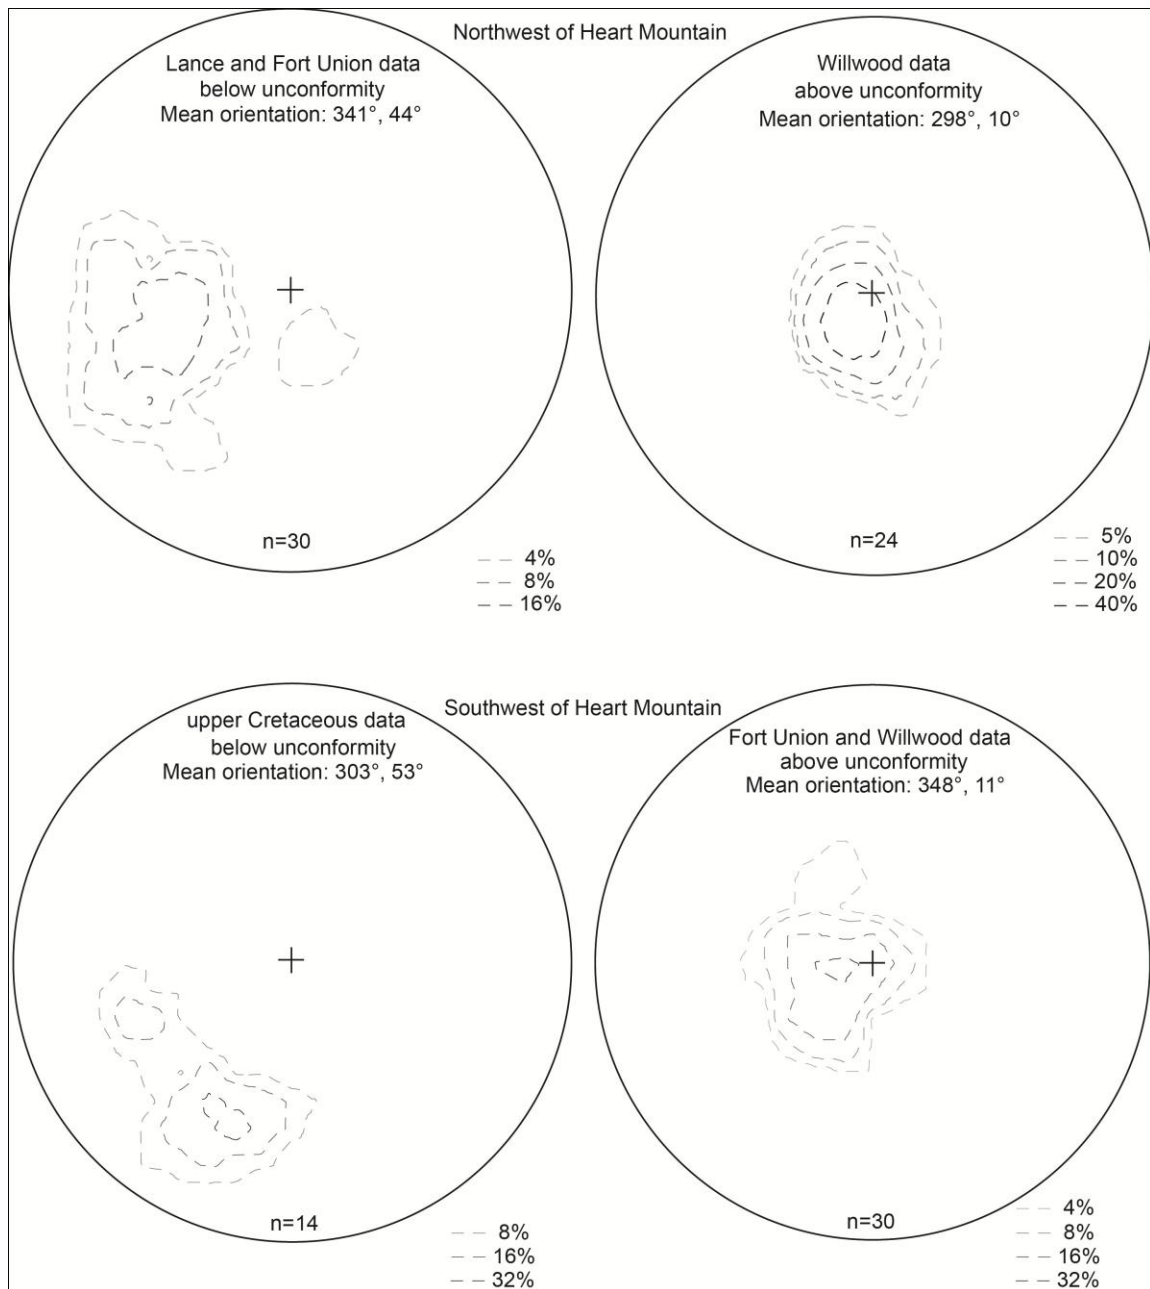 Northwest of Heart Mountain
Lance and Fort Union data
below unconformity
Mean orientation: 341°, 44°
n=30
4%
8%
16%
Willwood data
above unconformity
Mean orientation: 298°, 10°
n=24
5%
10%
20%
40%
Southwest of Heart Mountain
upper Cretaceous data
below unconformity
Mean orientation: 303°, 53°
n=14
8%
16%
32%
Fort Union and Willwood data
above unconformity
Mean orientation: 348°, 11°
n=30
4%
8%
16%
32%